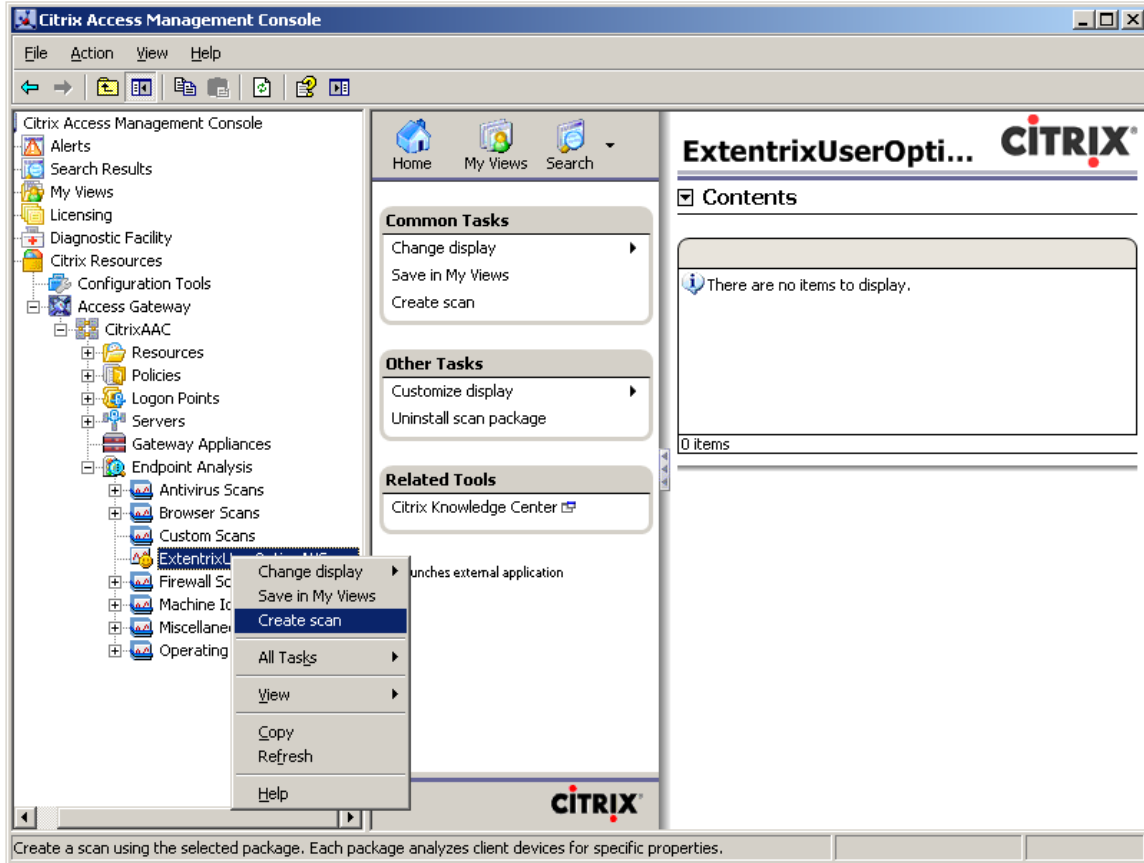 Citrix Access Management Console
File Action View Help
Citrix Access Management Console
Alerts
Search Results
My Views
Licensing
Diagnostic Facility
Citrix Resources
Configuration Tools
Access Gateway
CitrixAAC
Resources
Policies
Logon Points
Servers
Gateway Appliances
Endpoint Analysis
Antivirus Scans
Browser Scans
Custom Scans
Firewall
Machine
Operating
Change display
Save in My Views
Create scan
All Tasks
View
Copy
Refresh
Help
Home My Views Search
Common Tasks
Change display
Save in My Views
Create scan
Other Tasks
Customize display
Uninstall scan package
Related Tools
Citrix Knowledge Center
external application
CITRIX
ExtentrixUserOpti... CITRIX
Contents
There are no items to display.
0 items
Create a scan using the selected package. Each package analyzes client devices for specific properties.